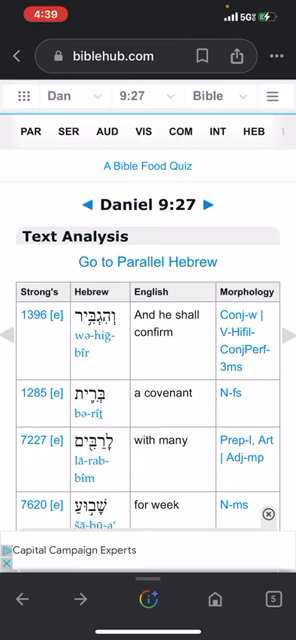 4:39
5G
biblehub.com
Dan 9:27 Bible
PAR SER AUD VIS COM INT HEB
A Bible Food Quiz
◄ Daniel 9:27 ►
Text Analysis
Go to Parallel Hebrew
Strong's Hebrew English Morphology
1396 [e] וְהִגְבִּ֥יר And he shall Conj-w |
wə·hiḡ- confirm V-Hifil-
bîr ConjPerf-
3ms
1285 [e] בְּרִ֛ית a covenant N-fs
bə·rîṯ
7227 [e] לָרַבִּ֖ים with many Prep-l, Art
lā·rab- | Adj-mp
bîm
7620 [e] שָׁב֣וּעַ for week N-ms
šā·ḇū·a‘
Capital Campaign Experts
5